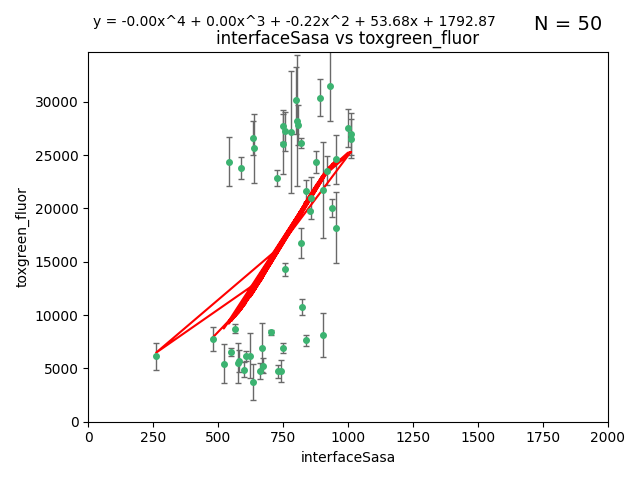 y = -0.00x^4 + 0.00x^3 + -0.22x^2 + 53.68x + 1792.87
N = 50
interfaceSasa vs toxgreen_fluor
toxgreen_fluor
30000
25000
20000
15000
10000
5000
0
0 250 500 750 1000 1250 1500 1750 2000
interfaceSasa